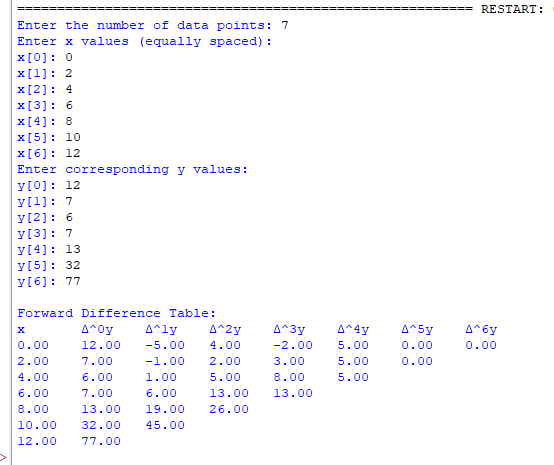 ======================================================== RESTART:
Enter the number of data points: 7
Enter x values (equally spaced):
x[0]: 0
x[1]: 2
x[2]: 4
x[3]: 6
x[4]: 8
x[5]: 10
x[6]: 12
Enter corresponding y values:
y[0]: 12
y[1]: 7
y[2]: 6
y[3]: 7
y[4]: 13
y[5]: 32
y[6]: 77
Forward Difference Table:
x Δ^0y Δ^1y Δ^2y Δ^3y Δ^4y Δ^5y Δ^6y
0.00 12.00 -5.00 4.00 -2.00 5.00 0.00 0.00
2.00 7.00 -1.00 2.00 3.00 5.00 0.00
4.00 6.00 1.00 5.00 8.00 5.00
6.00 7.00 6.00 13.00 13.00
8.00 13.00 19.00 26.00
10.00 32.00 45.00
12.00 77.00
>